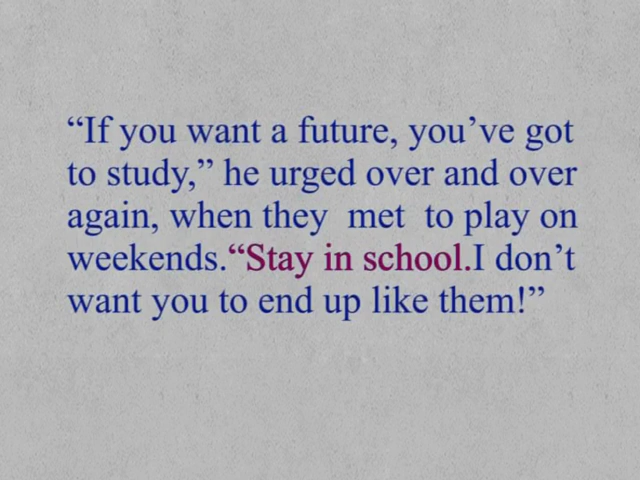 “If you want a future, you’ve got
to study,” he urged over and over
again, when they  met  to play on
weekends.“Stay in school.I don’t
want you to end up like them!”